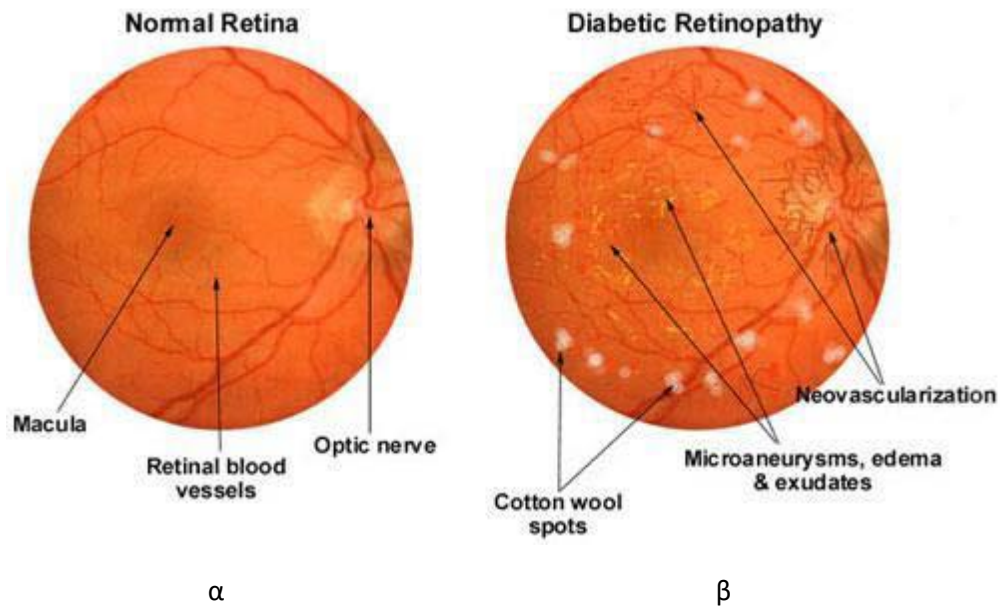 Normal Retina
Diabetic Retinopathy
Macula
Retinal blood
vessels
Optic nerve
Neovascularization
Microaneurysms, edema
& exudates
Cotton wool
spots
α
β